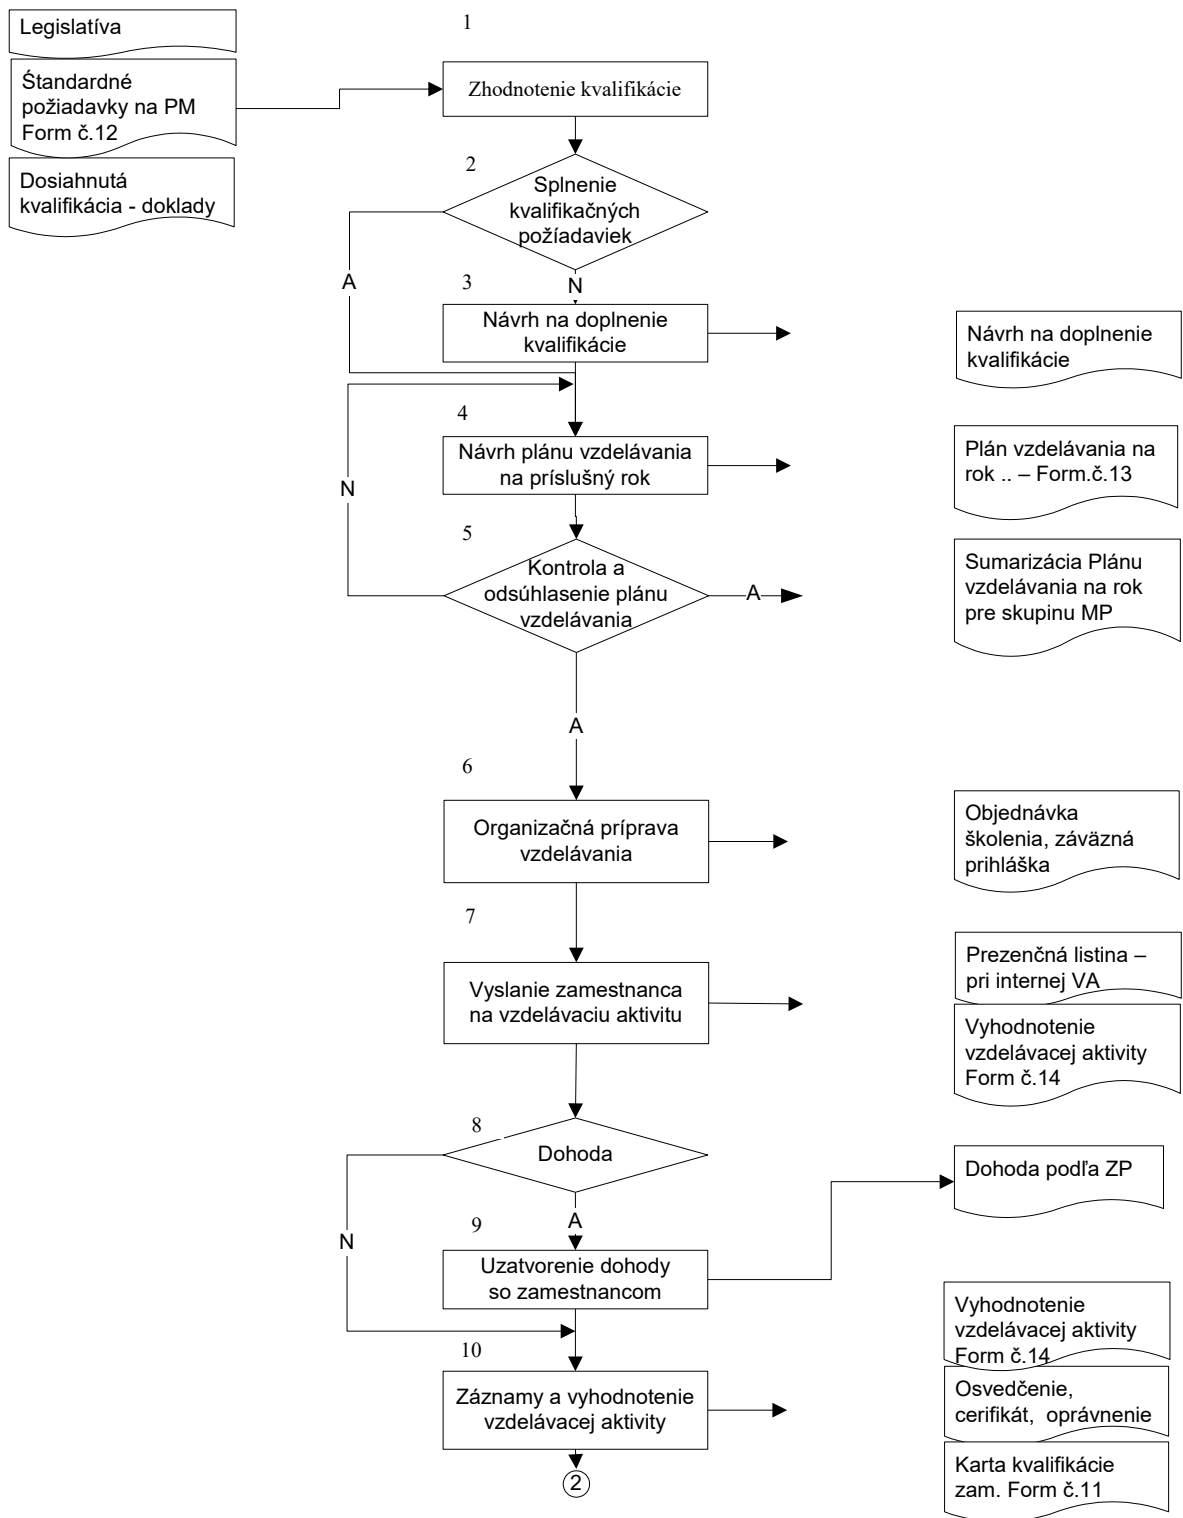 Legislatíva
1
Štandardné
požiadavky na PM
Form č.12
Zhodnotenie kvalifikácie
Dosiahnutá
kvalifikácia - doklady
2
Splnenie
kvalifikačných
požíadaviek
A
N
3
Návrh na doplnenie
kvalifikácie
Návrh na doplnenie
kvalifikácie
4
Návrh plánu vzdelávania
na príslušný rok
Plán vzdelávania na
rok .. – Form.č.13
N
5
Kontrola a
odsúhlasenie plánu
vzdelávania
A
Sumarizácia Plánu
vzdelávania na rok
pre skupinu MP
A
6
Organizačná príprava
vzdelávania
Objednávka
školenia, záväzná
prihláška
7
Vyslanie zamestnanca
na vzdelávaciu aktivitu
Prezenčná listina –
pri internej VA
Vyhodnotenie
vzdelávacej aktivity
Form č.14
8
Dohoda
Dohoda podľa ZP
A
N
9
Uzatvorenie dohody
so zamestnancom
Vyhodnotenie
vzdelávacej aktivity
Form č.14
10
Záznamy a vyhodnotenie
vzdelávacej aktivity
Osvedčenie,
cerifikát, oprávnenie
Karta kvalifikácie
zam. Form č.11
2